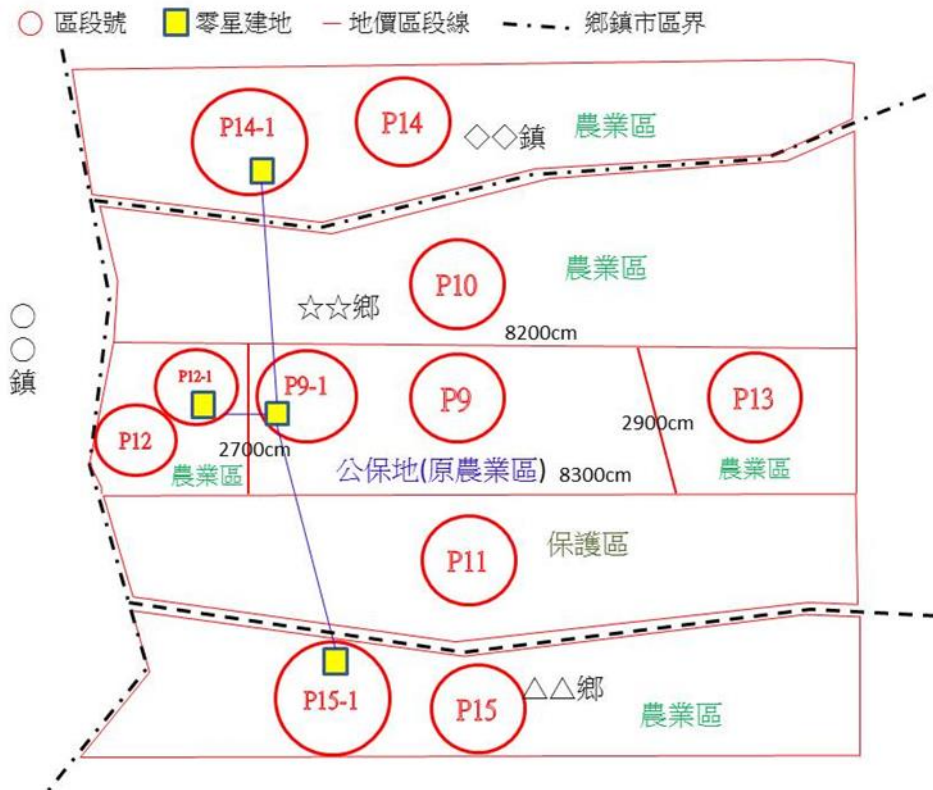 區段號 零星建地 地價區段線 鄉鎮市區界
P14-1 P14 農業區
◇◇鎮
P10 農業區
☆☆鄉
8200cm
○○鎮
P12-1 P9-1 P9 P13
P12 2700cm 2900cm
農業區 公保地(原農業區) 8300cm 農業區
P11 保護區
P15-1 P15 △△鄉
農業區